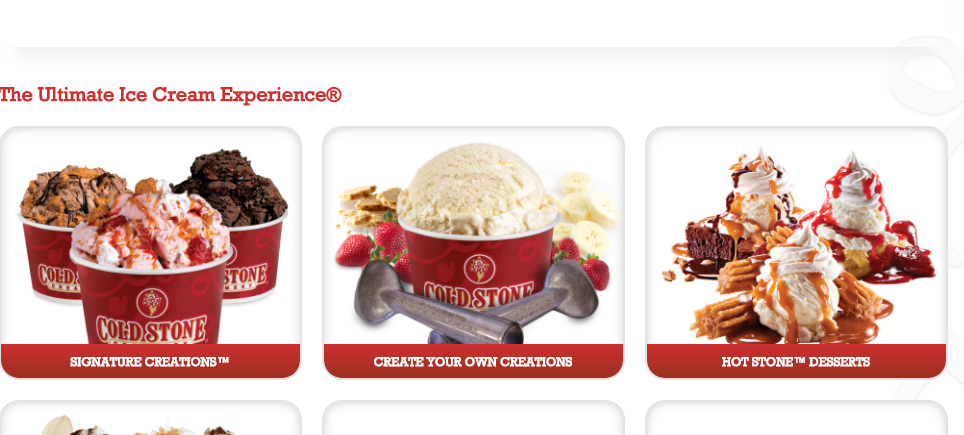 The Ultimate Ice Cream Experience®
COLD STONE
STONE
COLD STONE
COLD STONE
SIGNATURE CREATIONS™
CREATE YOUR OWN CREATIONS
HOT STONE™ DESSERTS